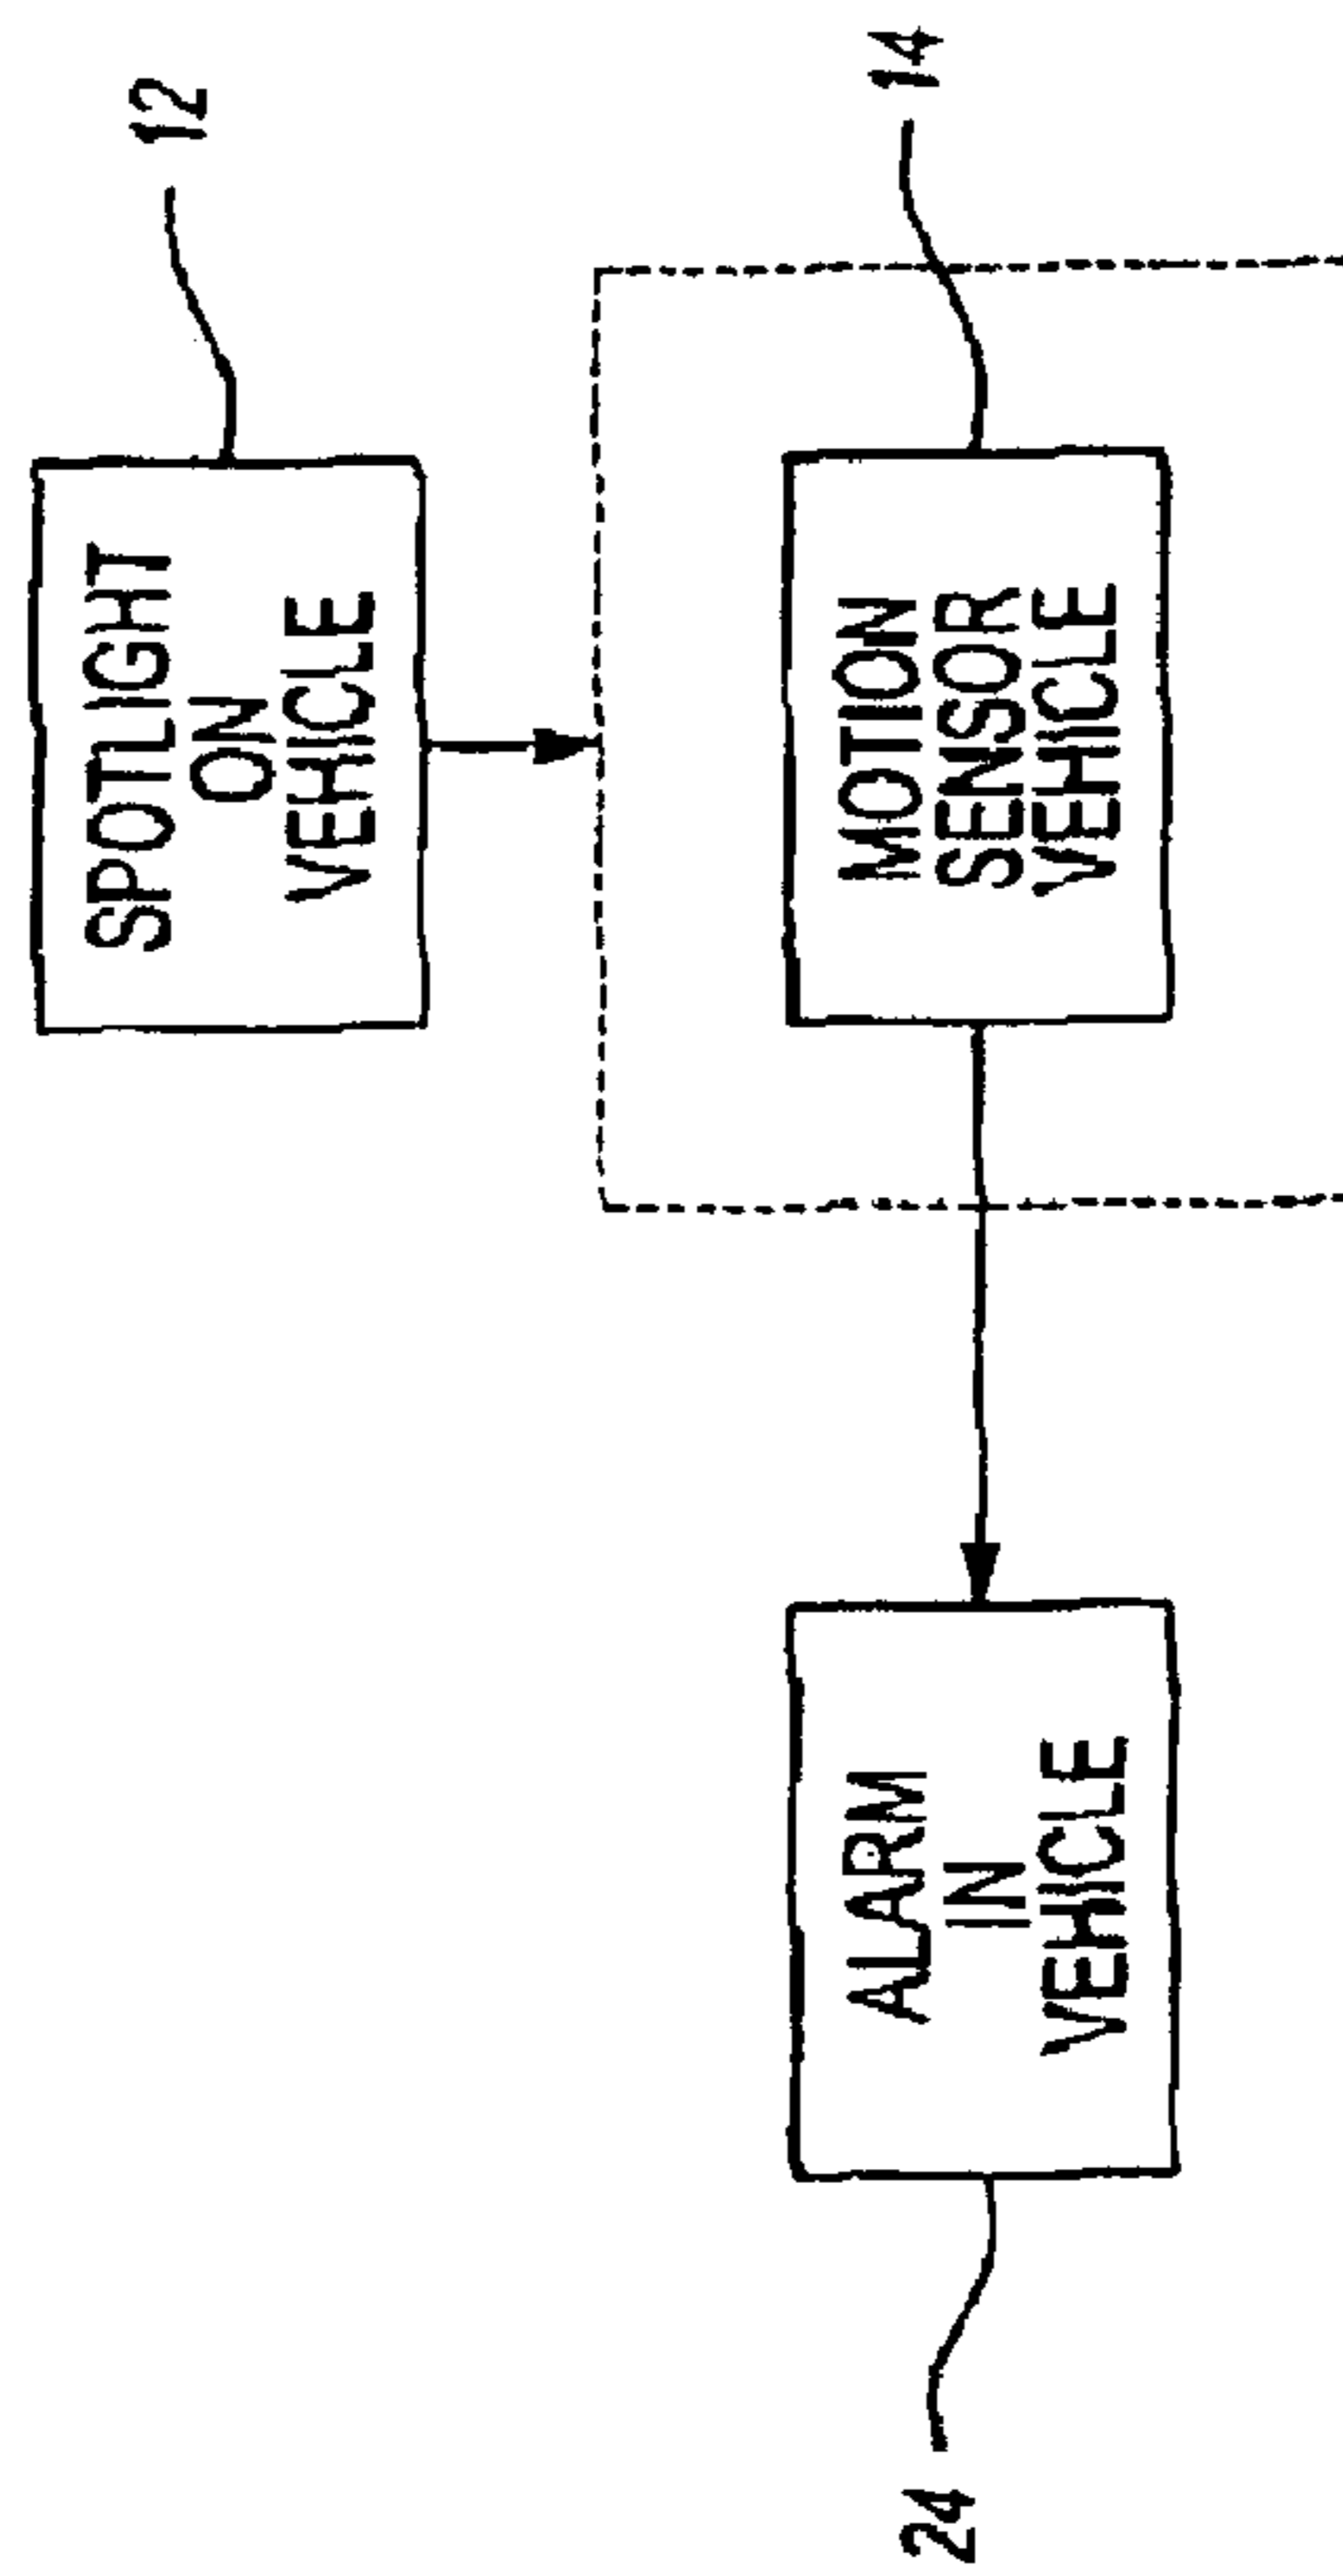 12
SPOTLIGHT
ON
VEHICLE
14
MOTION
SENSOR
VEHICLE
ALARM
IN
VEHICLE
24